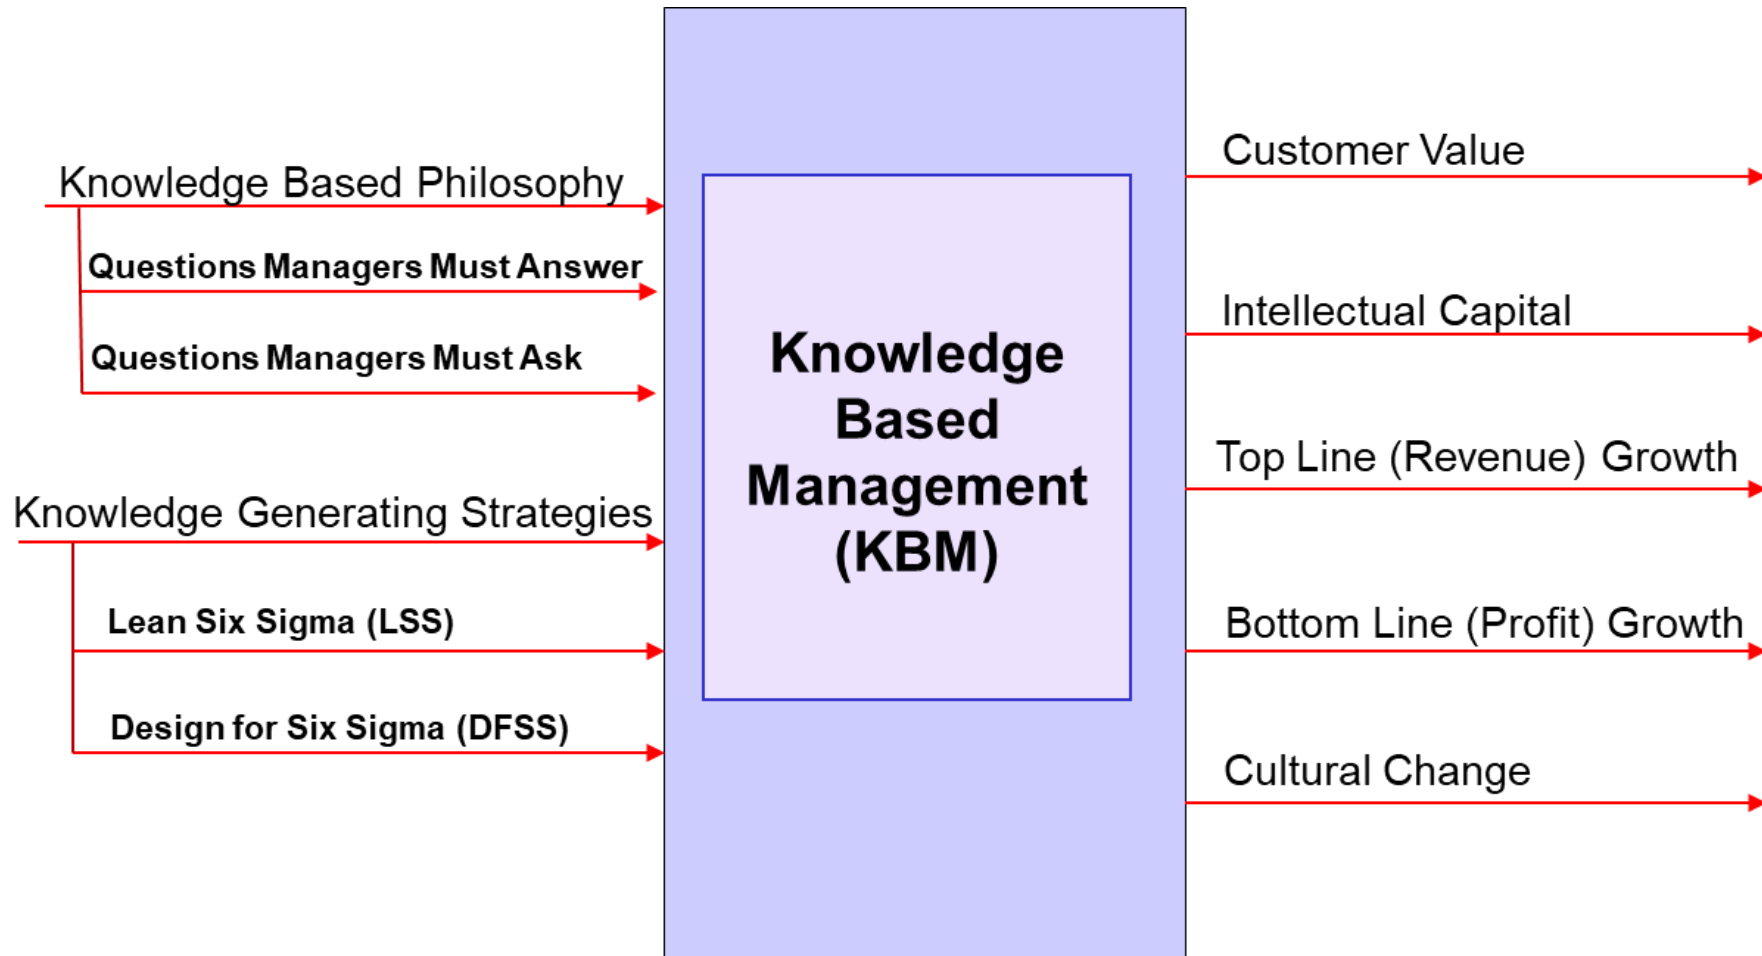 Knowledge Based Philosophy
Questions Managers Must Answer
Questions Managers Must Ask
Knowledge Generating Strategies
Lean Six Sigma (LSS)
Design for Six Sigma (DFSS)
Knowledge
Based
Management
(KBM)
Customer Value
Intellectual Capital
Top Line (Revenue) Growth
Bottom Line (Profit) Growth
Cultural Change